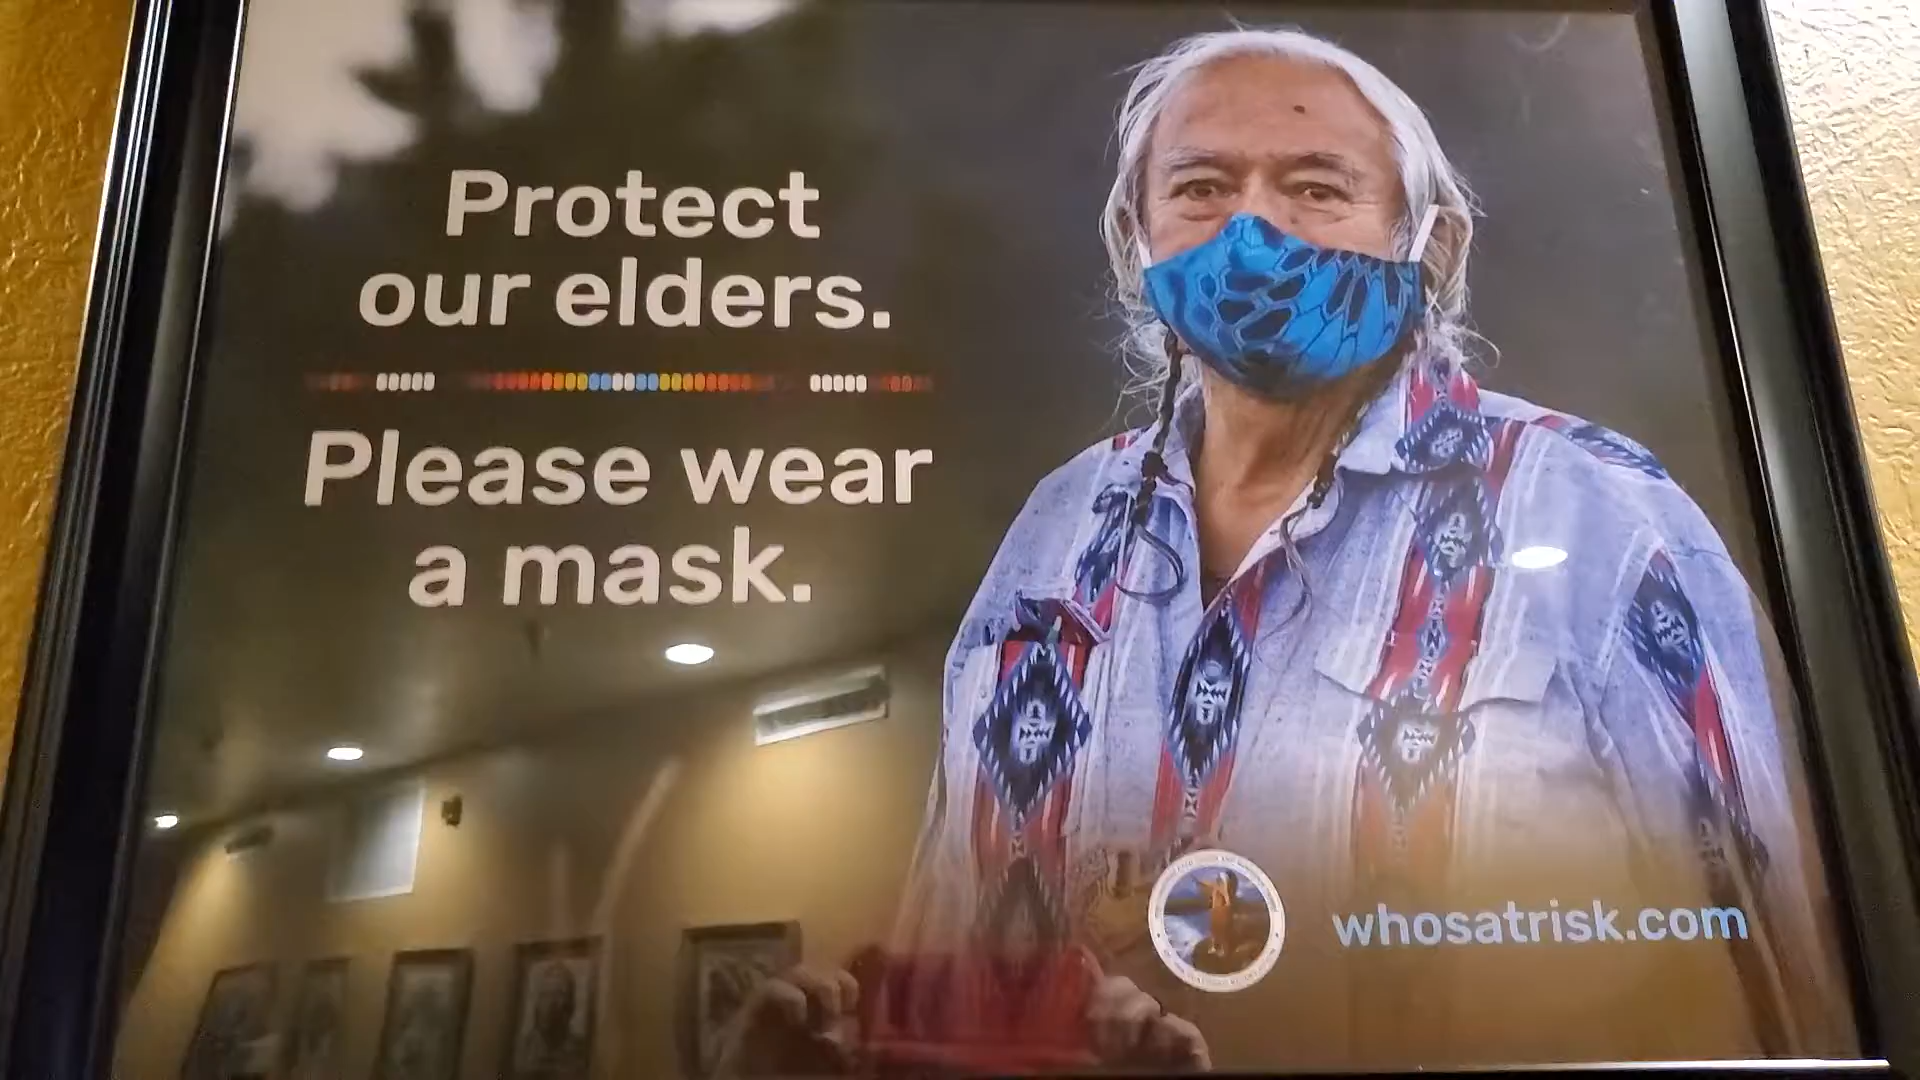 Protect
our elders.
Please wear
a mask.
whosatrisk.com